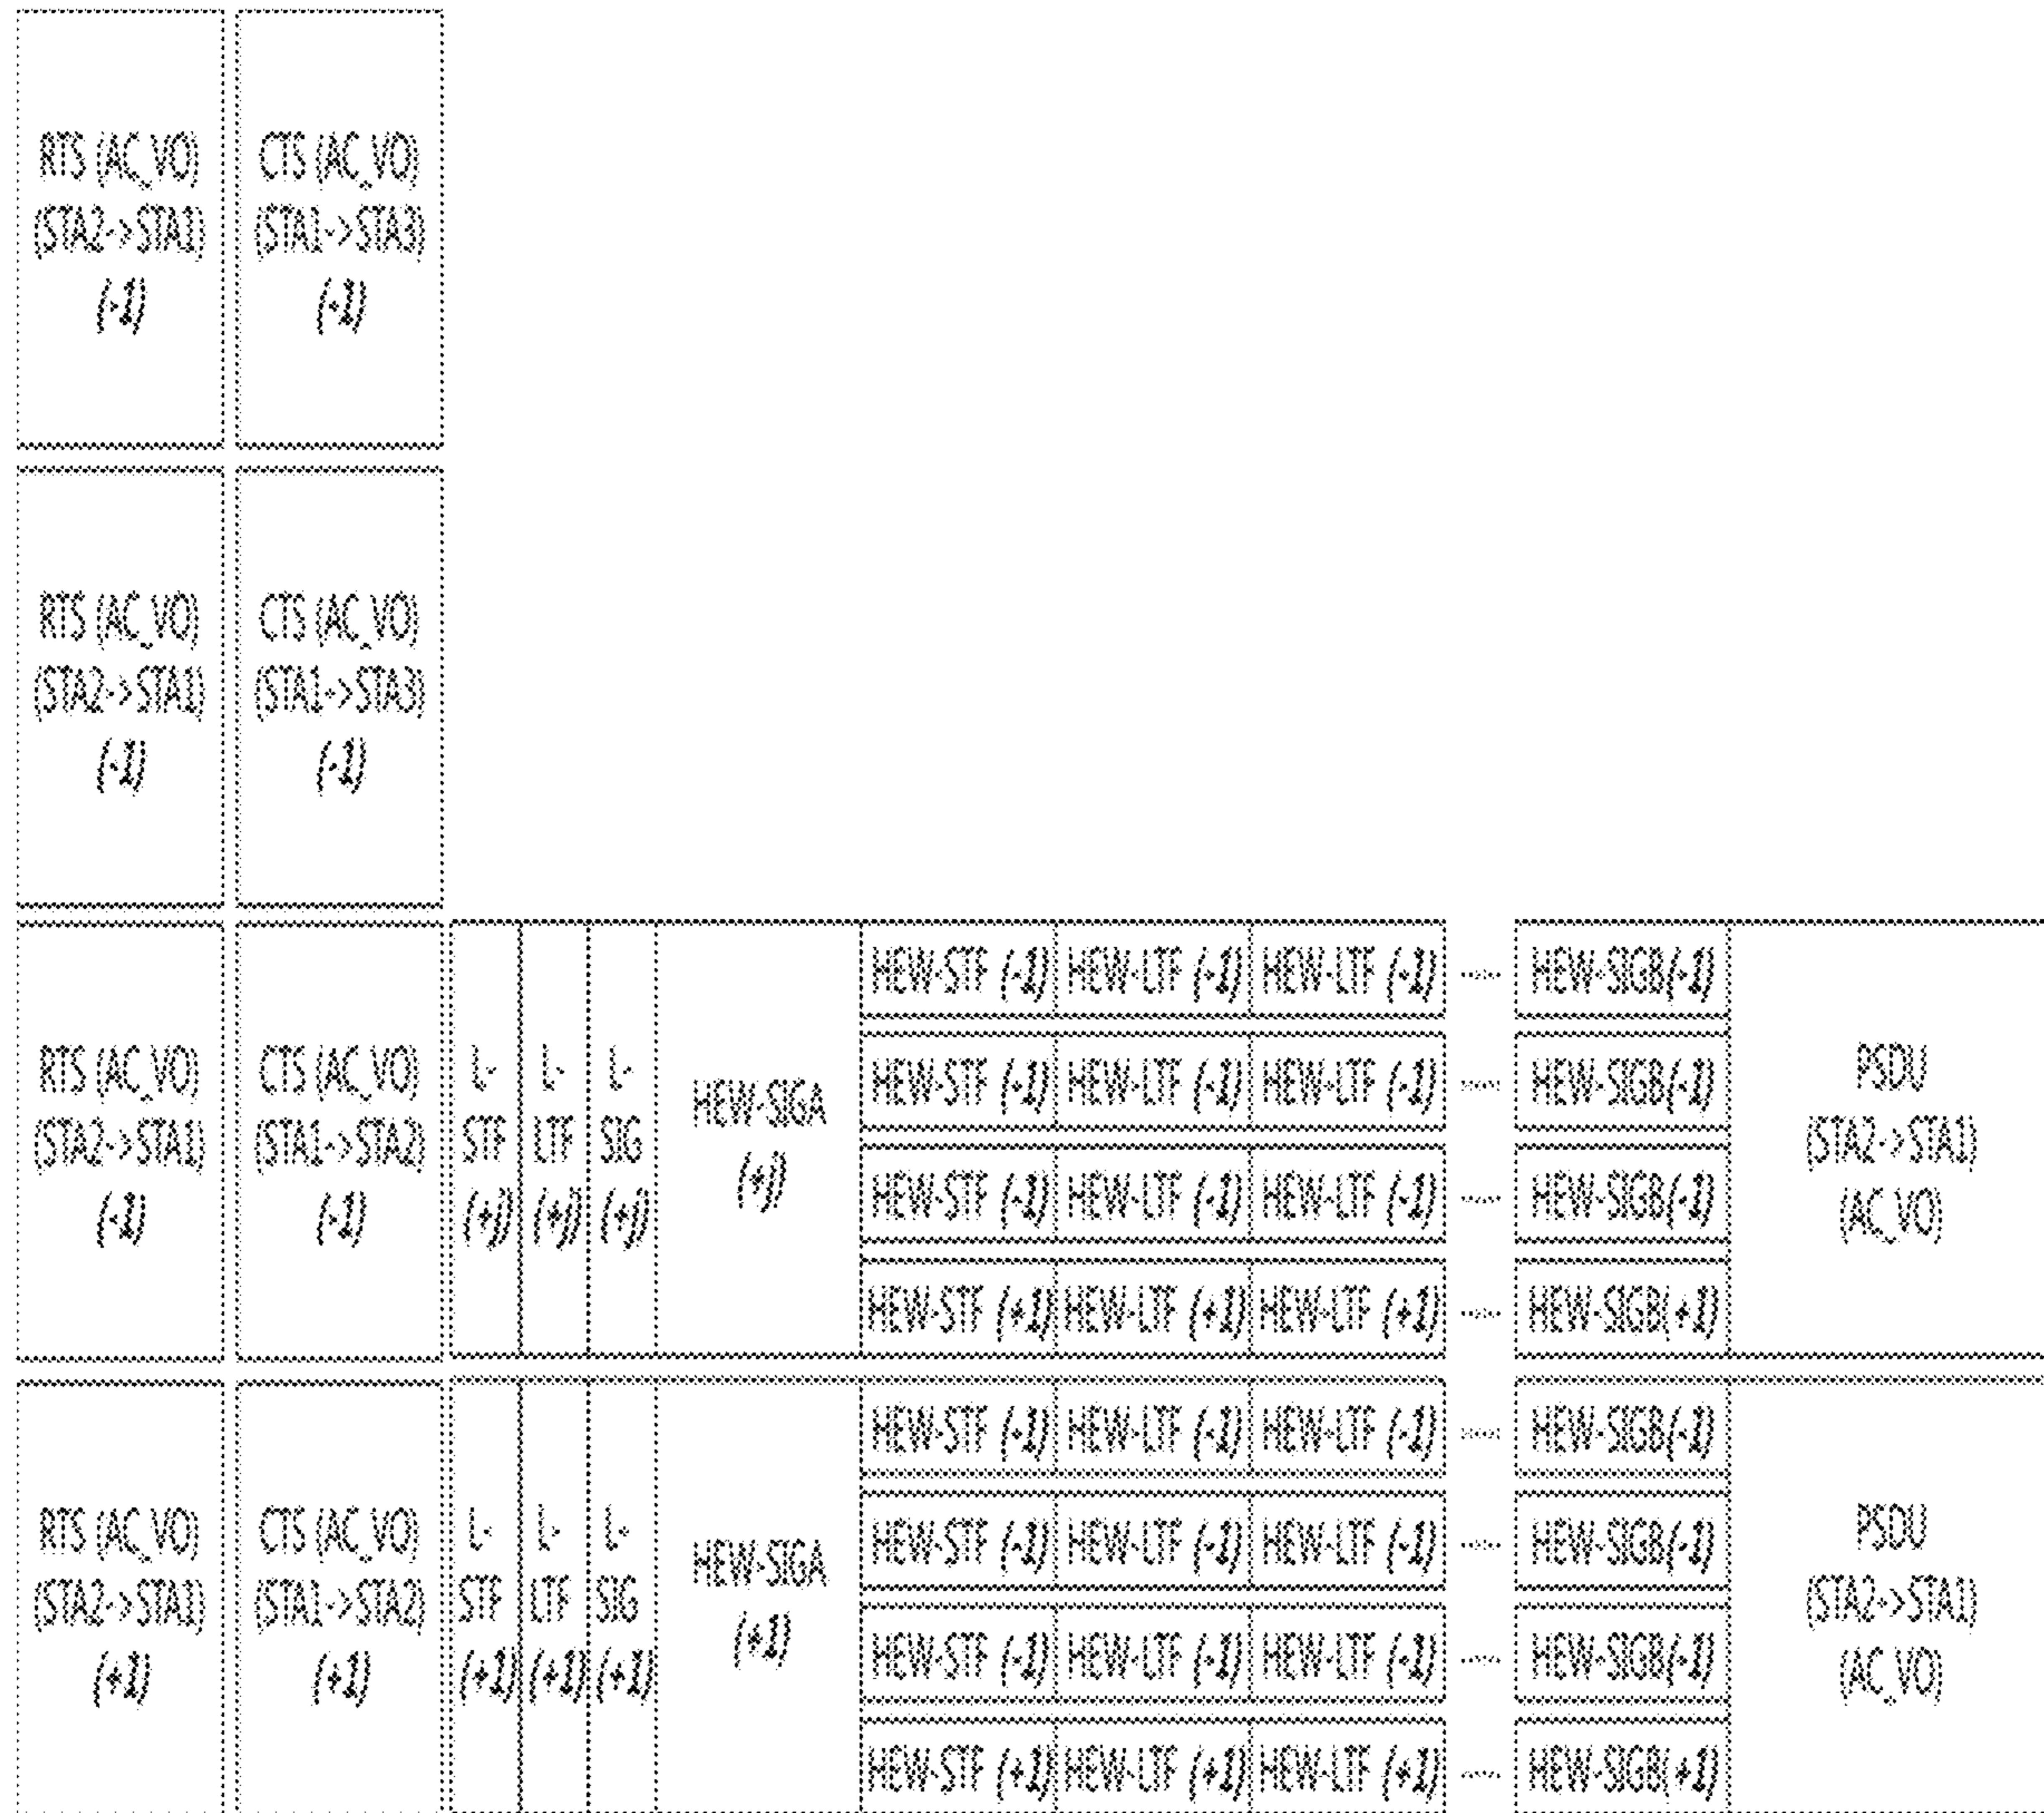 RTS (AC_VO)
(STA2->STA1)
(-1)
CTS (AC_VO)
(STA1->STA3)
(-1)
RTS (AC_VO)
(STA2->STA1)
(-1)
CTS (AC_VO)
(STA1->STA3)
(-1)
RTS (AC_VO)
(STA2->STA1)
(-1)
CTS (AC_VO)
(STA1->STA2)
(-1)
L-
STF
(+j)
L-
LTF
(+j)
L-
SIG
(+j)
HEW-SIGA
(+j)
HEW-STF (-1) HEW-LTF (-1) HEW-LTF (-1) ---- HEW-SIGB(-1)
HEW-STF (-1) HEW-LTF (-1) HEW-LTF (-1) ---- HEW-SIGB(-1)
HEW-STF (-1) HEW-LTF (-1) HEW-LTF (-1) ---- HEW-SIGB(-1)
HEW-STF (+1) HEW-LTF (+1) HEW-LTF (+1) ---- HEW-SIGB(+1)
PSDU
(STA2->STA1)
(AC_VO)
RTS (AC_VO)
(STA2->STA1)
(+1)
CTS (AC_VO)
(STA1->STA2)
(+1)
L-
STF
(+1)
L-
LTF
(+1)
L-
SIG
(+1)
HEW-SIGA
(+1)
HEW-STF (-1) HEW-LTF (-1) HEW-LTF (-1) ---- HEW-SIGB(-1)
HEW-STF (-1) HEW-LTF (-1) HEW-LTF (-1) ---- HEW-SIGB(-1)
HEW-STF (-1) HEW-LTF (-1) HEW-LTF (-1) ---- HEW-SIGB(-1)
HEW-STF (+1) HEW-LTF (+1) HEW-LTF (+1) ---- HEW-SIGB(+1)
PSDU
(STA2->STA1)
(AC_VO)